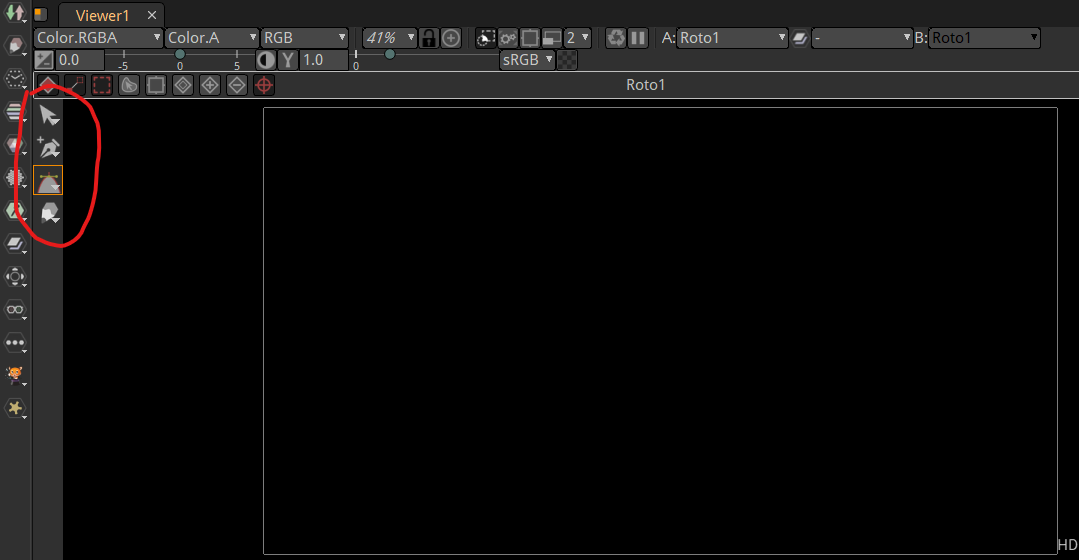 Viewer1
Color.RGBA Color.A RGB 41% 2 A: Roto1 - B: Roto1
0.0 -5 0 5 Y 1.0 0 sRGB
Roto1
HD